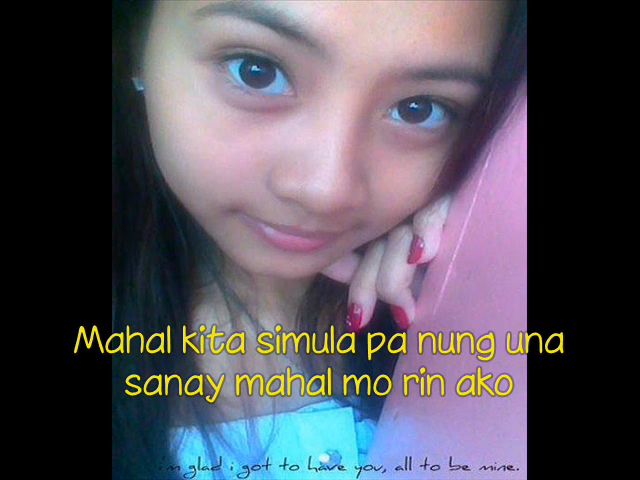 Mahal kita simula pa nung una
sanay mahal mo rin ako
i'm glad i got to have you, all to be mine.